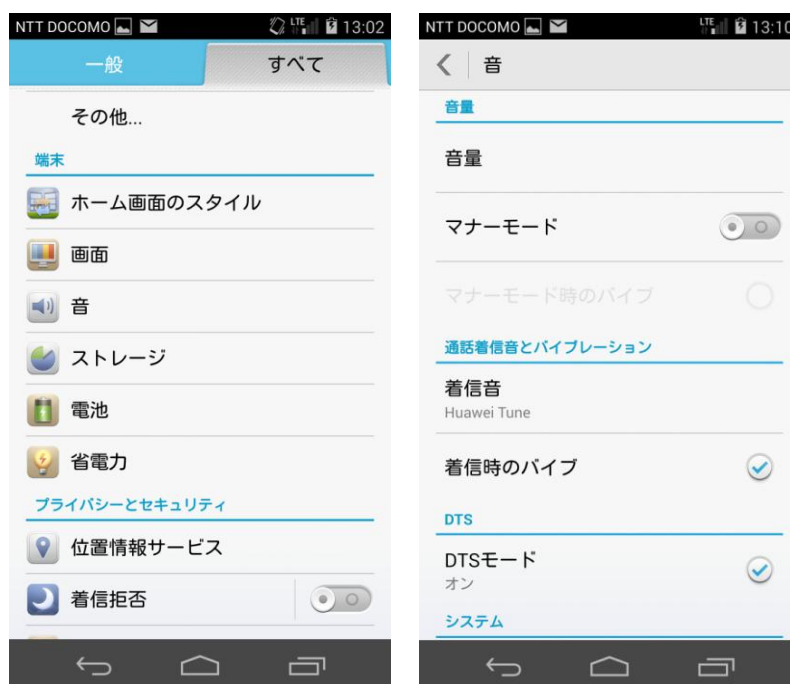 NTT DOCOMO LTE 13:02
一般 すべて
その他...
端末
ホーム画面のスタイル
画面
音
ストレージ
電池
省電力
プライバシーとセキュリティ
位置情報サービス
着信拒否
NTT DOCOMO LTE 13:10
音
音量
音量
マナーモード
マナーモード時のバイブ
通話着信音とバイブレーション
着信音
Huawei Tune
着信時のバイブ
DTS
DTSモード
オン
システム